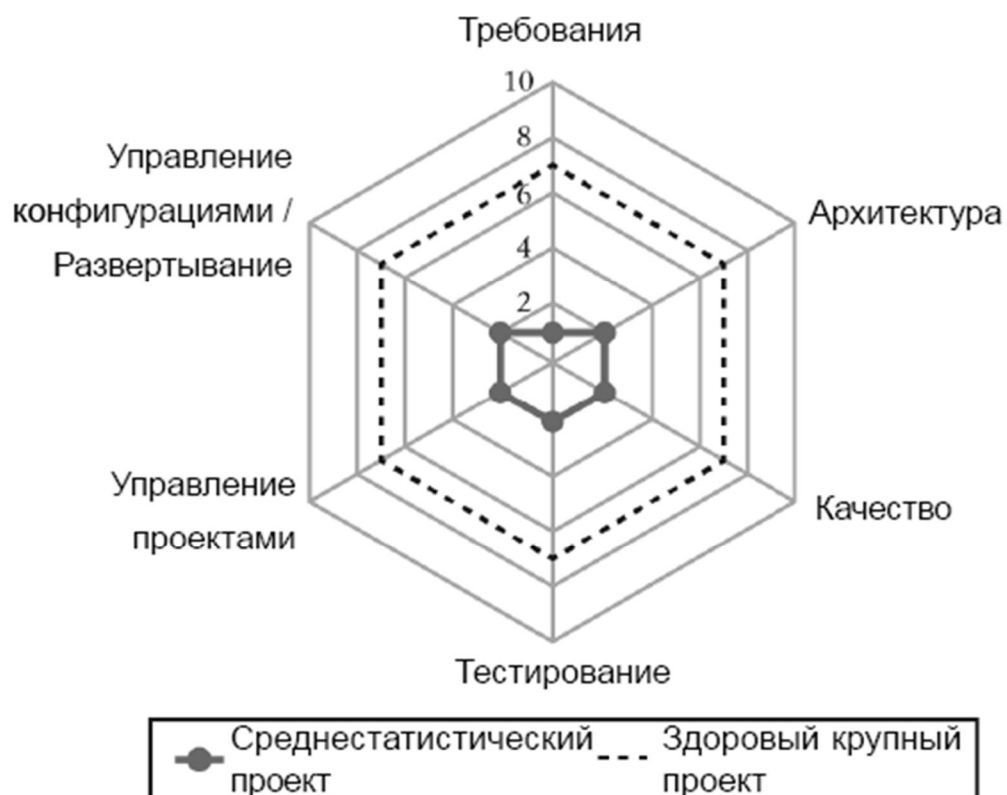 Требования
10
8
6
4
2
Управление
конфигурациями /
Развертывание
Архитектура
Управление
проектами
Качество
Тестирование
Среднестатистический
проект
Здоровый крупный
проект